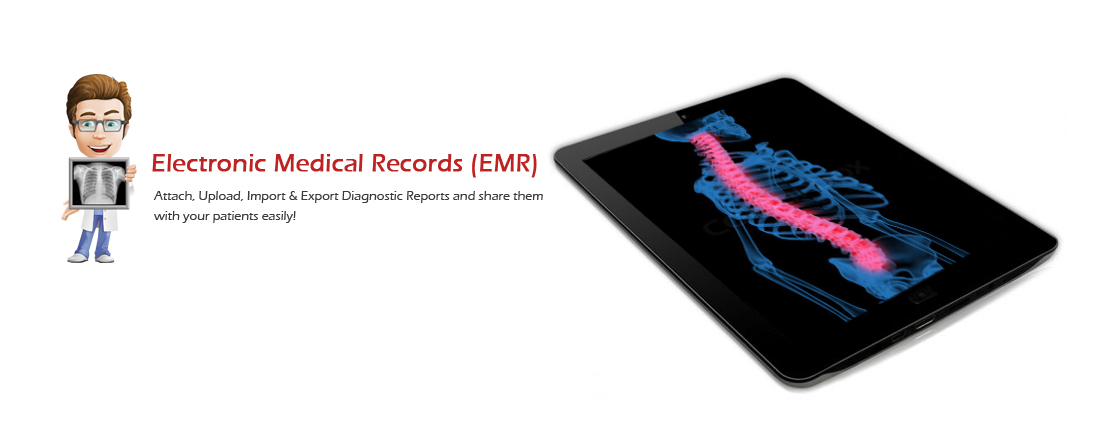 Electronic Medical Records (EMR)
Attach, Upload, Import & Export Diagnostic Reports and share them
with your patients easily!